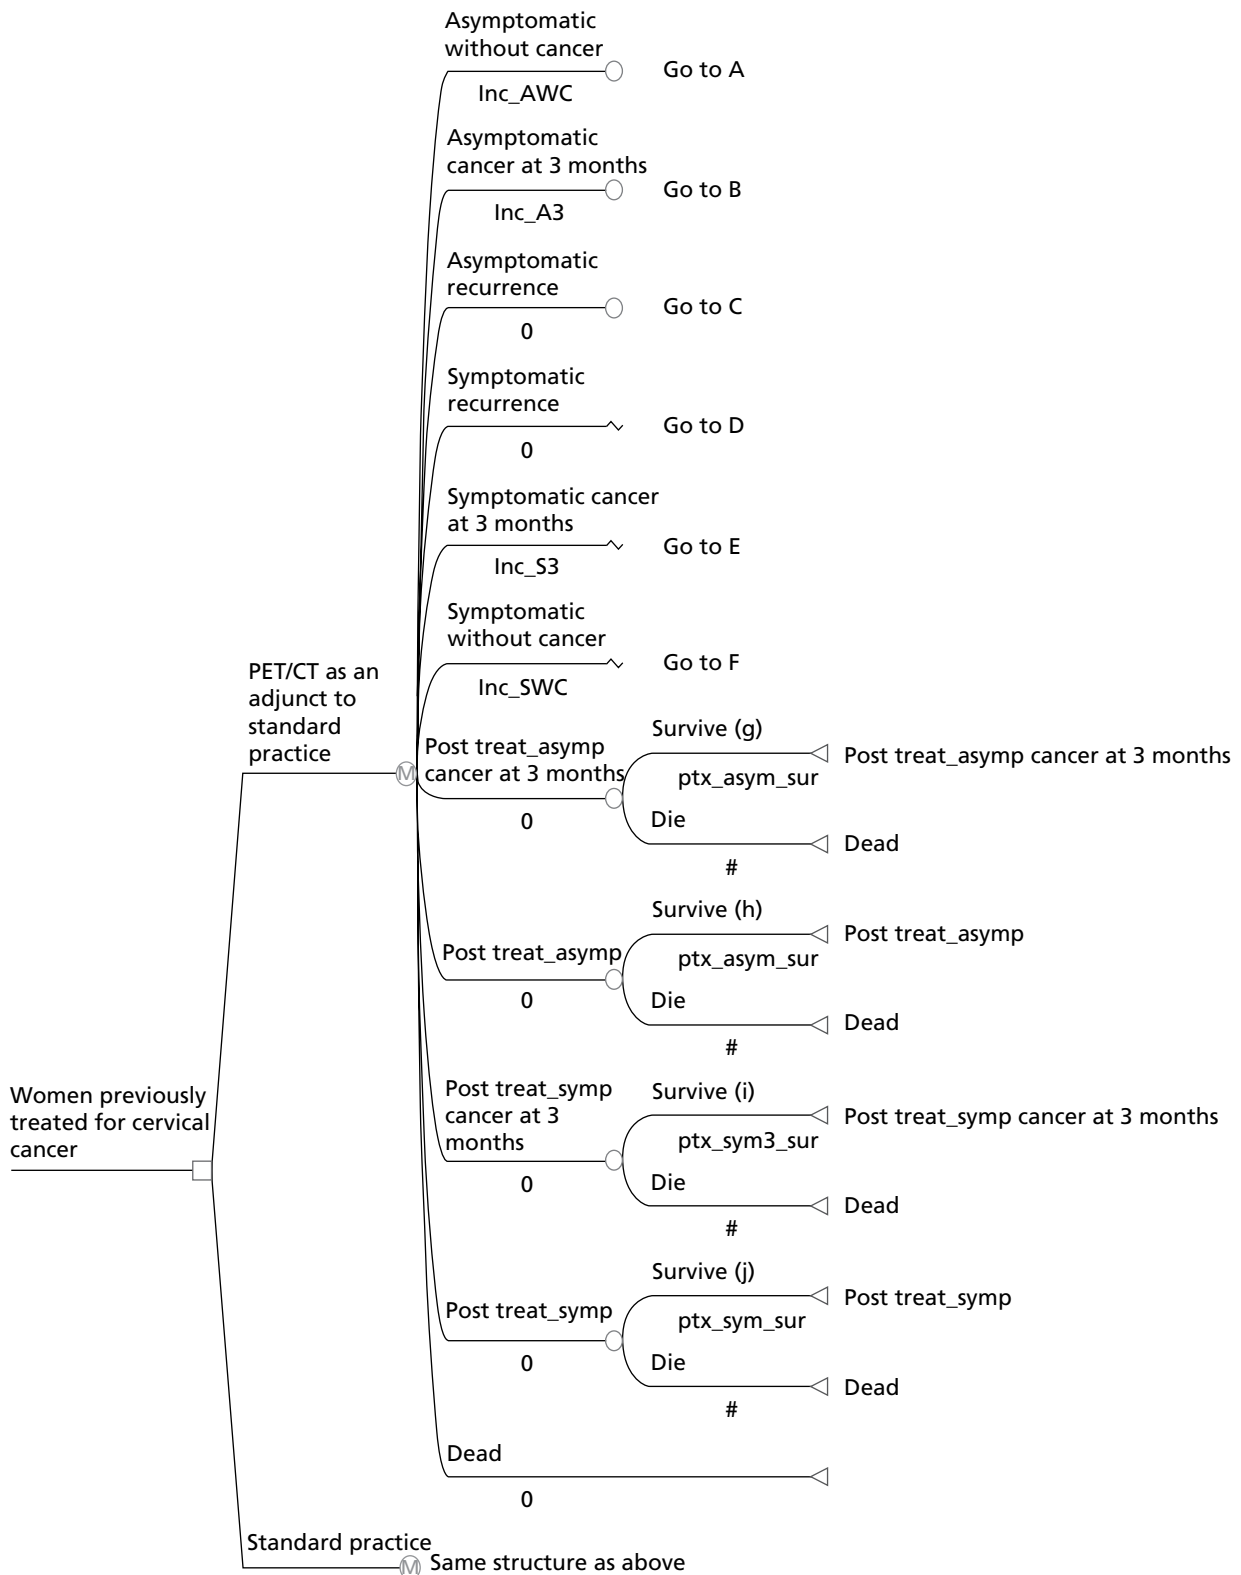 Asymptomatic
without cancer
Go to A
Inc_AWC
Asymptomatic
cancer at 3 months
Go to B
Inc_A3
Asymptomatic
recurrence
Go to C
0
Symptomatic
recurrence
Go to D
0
Symptomatic cancer
at 3 months
Go to E
Inc_S3
Symptomatic
without cancer
Go to F
Inc_SWC
PET/CT as an
adjunct to
standard
practice
M
Post treat_asymp
cancer at 3 months
0
Survive (g)
Post treat_asymp cancer at 3 months
ptx_asym_sur
Die
Dead
#
Post treat_asymp
0
Survive (h)
Post treat_asymp
ptx_asym_sur
Die
Dead
#
Women previously
treated for cervical
cancer
Post treat_symp
cancer at 3
months
0
Survive (i)
Post treat_symp cancer at 3 months
ptx_sym3_sur
Die
Dead
#
Post treat_symp
0
Survive (j)
Post treat_symp
ptx_sym_sur
Die
Dead
#
Dead
0
Standard practice
M
Same structure as above